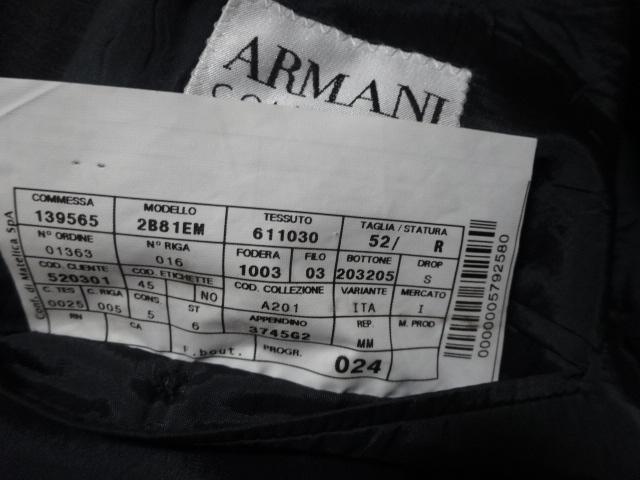 ARMANI
COMMESSA MODELLO TESSUTO TAGLIA / STATURA
139565 2B81EM 611030 52/ R
N° ORDINE N° RIGA FODERA FILO BOTTONE DROP
01363 016 1003 03 203205 S
COD. CLIENTE COD. ETICHETTE COD. COLLEZIONE VARIANTE MERCATO
520301 45 NO A201 ITA I
C. TES C. RIGA CONS. ST APPENDINO REP. M. PROD
0025 005 5 6 374562 MM
RN CA F.bout. PROGR. 024
Conf. di Matelica SpA
0000005792580